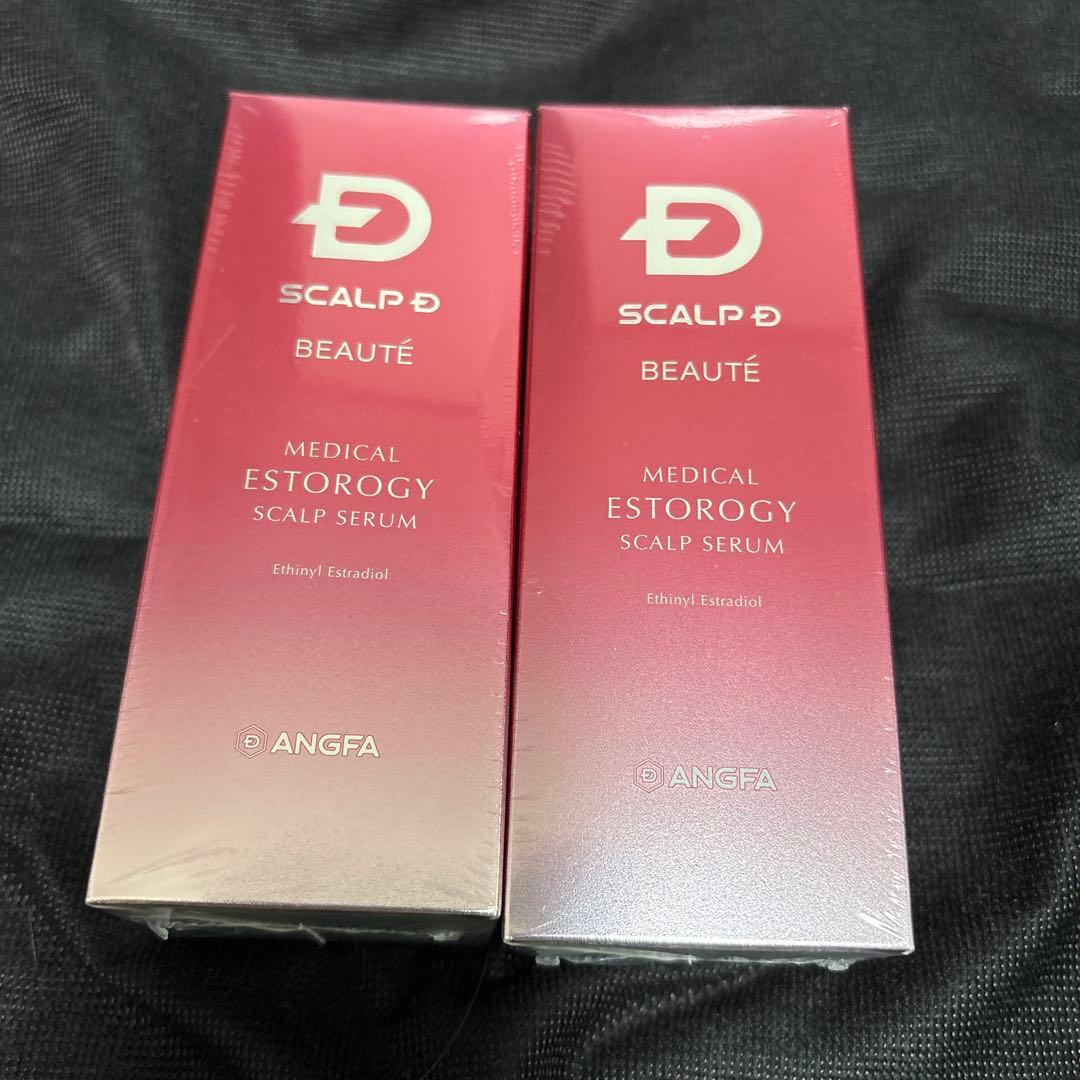 SCALP Đ
BEAUTÉ
MEDICAL
ESTOROGY
SCALP SERUM
Ethinyl Estradiol
ANGFA
SCALP Đ
BEAUTÉ
MEDICAL
ESTOROGY
SCALP SERUM
Ethinyl Estradiol
ANGFA